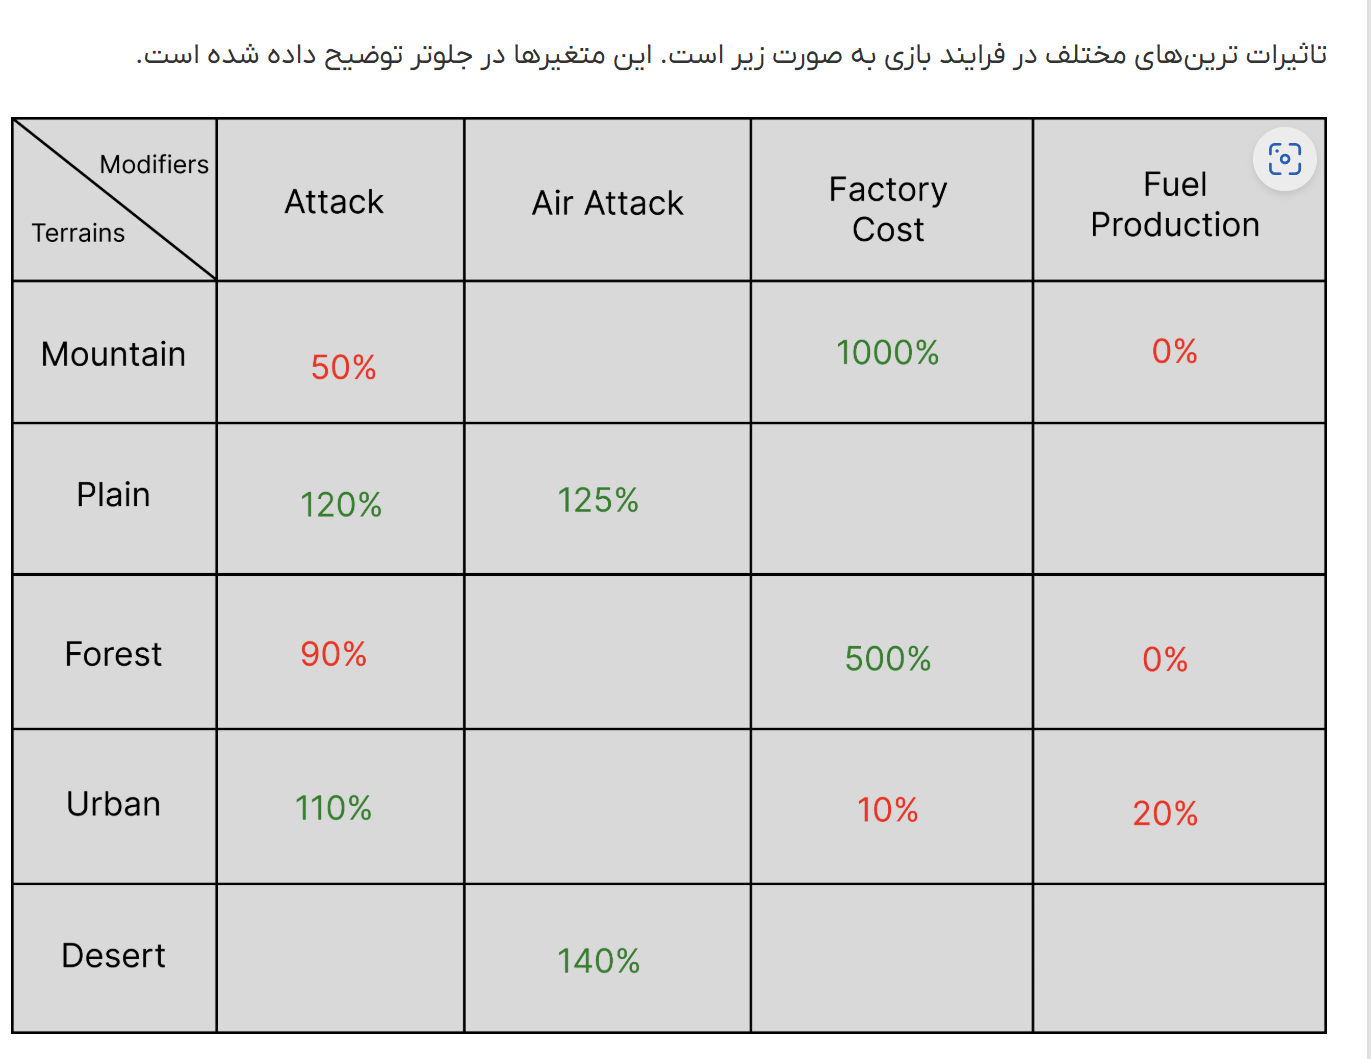 تاثیرات ترین‌های مختلف در فرایند بازی به صورت زیر است. این متغیرها در جلوتر توضیح داده شده است.
Modifiers
Terrains
Attack
Air Attack
Factory
Cost
Fuel
Production
Mountain
50%
1000%
0%
Plain
120%
125%
Forest
90%
500%
0%
Urban
110%
10%
20%
Desert
140%